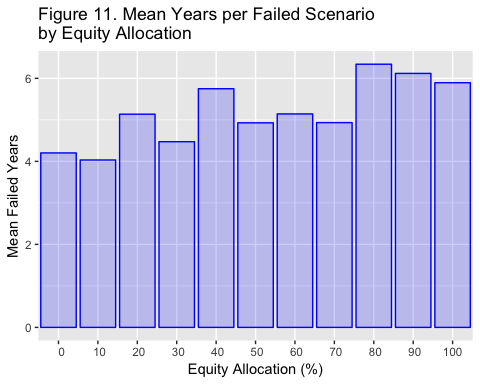 Figure 11. Mean Years per Failed Scenario
by Equity Allocation
Mean Failed Years
6
4
2
0
0 10 20 30 40 50 60 70 80 90 100
Equity Allocation (%)